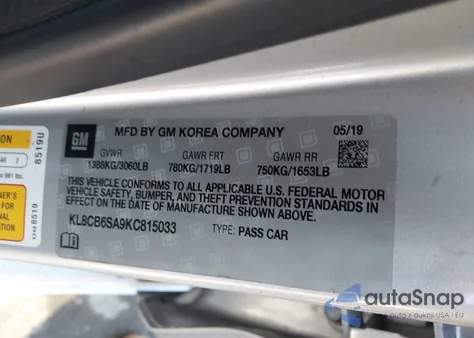 GM
MFD BY GM KOREA COMPANY
05/19
GVWR
GAWR FRT
GAWR RR
1388KG/3060LB
780KG/1719LB
750KG/1653LB
THIS VEHICLE CONFORMS TO ALL APPLICABLE U.S. FEDERAL MOTOR
VEHICLE SAFETY, BUMPER, AND THEFT PREVENTION STANDARDS IN
EFFECT ON THE DATE OF MANUFACTURE SHOWN ABOVE.
KL8CB6SA9KC815033
TYPE: PASS CAR
8519U
8519
autoSnap